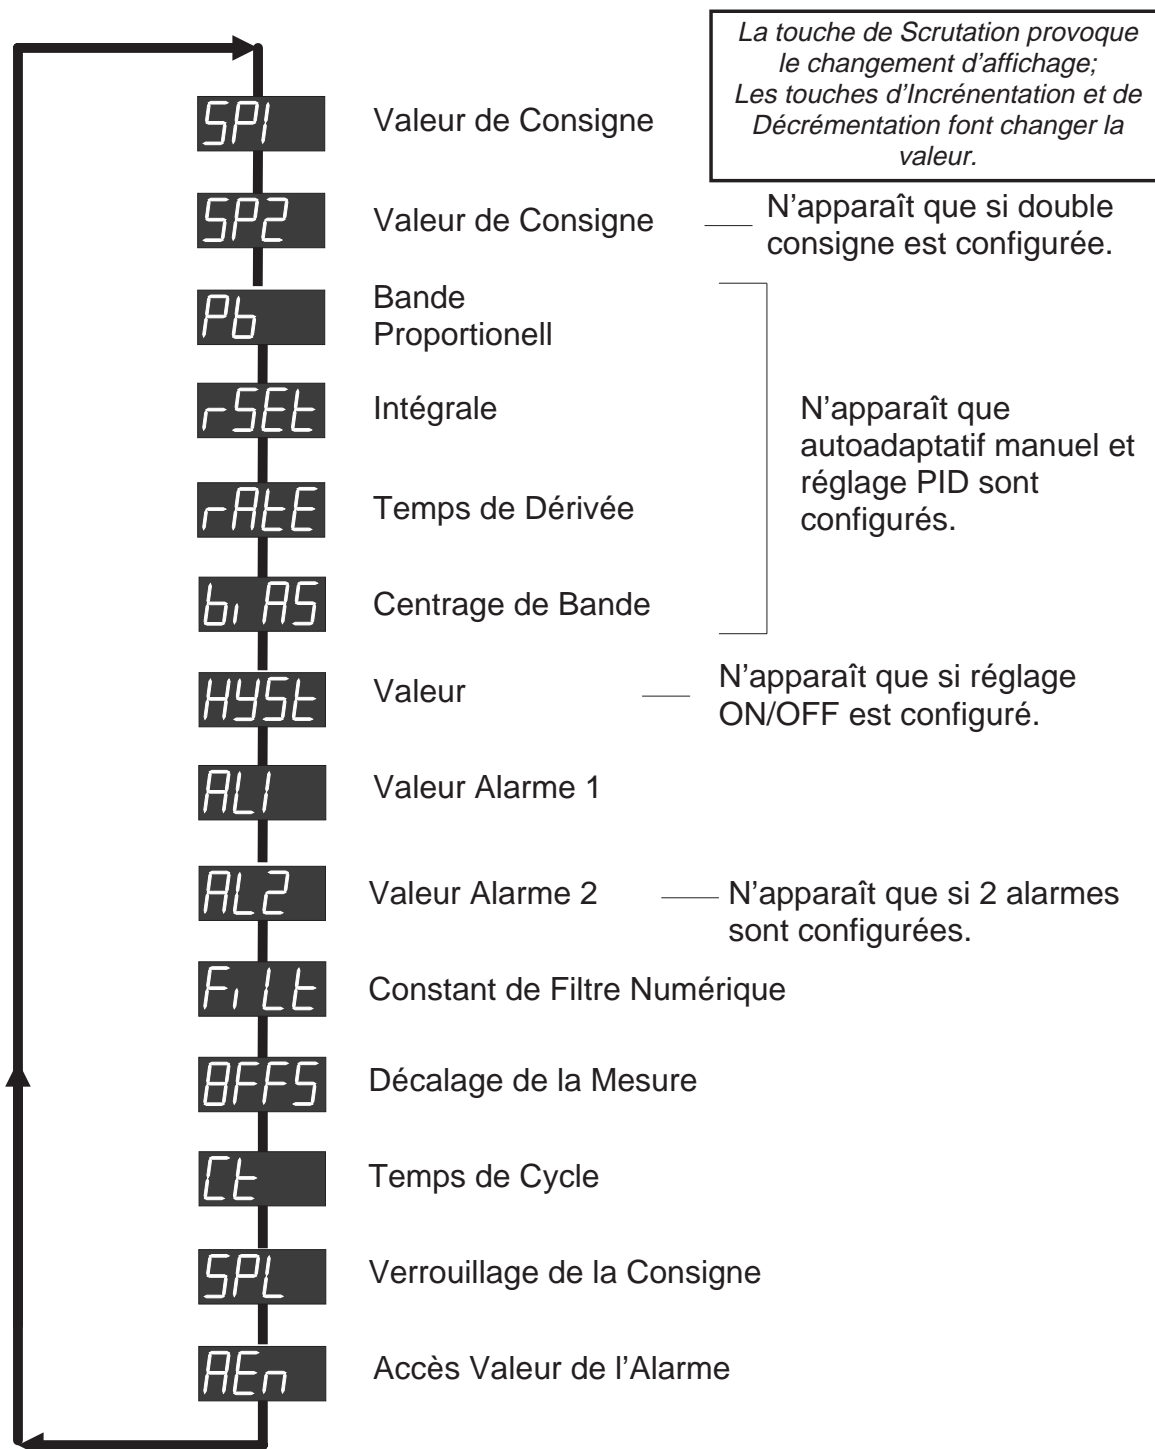 La touche de Scrutation provoque
le changement d’affichage;
Les touches d’Incrénentation et de
Décrémentation font changer la
valeur.
SP1
Valeur de Consigne
SP2
Valeur de Consigne
N’apparaît que si double
consigne est configurée.
Pb
Bande
Proportionell
rSEt
Intégrale
N’apparaît que
autoadaptatif manuel et
réglage PID sont
configurés.
rAtE
Temps de Dérivée
biAS
Centrage de Bande
HYSt
Valeur
N’apparaît que si réglage
ON/OFF est configuré.
AL1
Valeur Alarme 1
AL2
Valeur Alarme 2
N’apparaît que si 2 alarmes
sont configurées.
FiLt
Constant de Filtre Numérique
OFFS
Décalage de la Mesure
Ct
Temps de Cycle
SPL
Verrouillage de la Consigne
AEn
Accès Valeur de l’Alarme